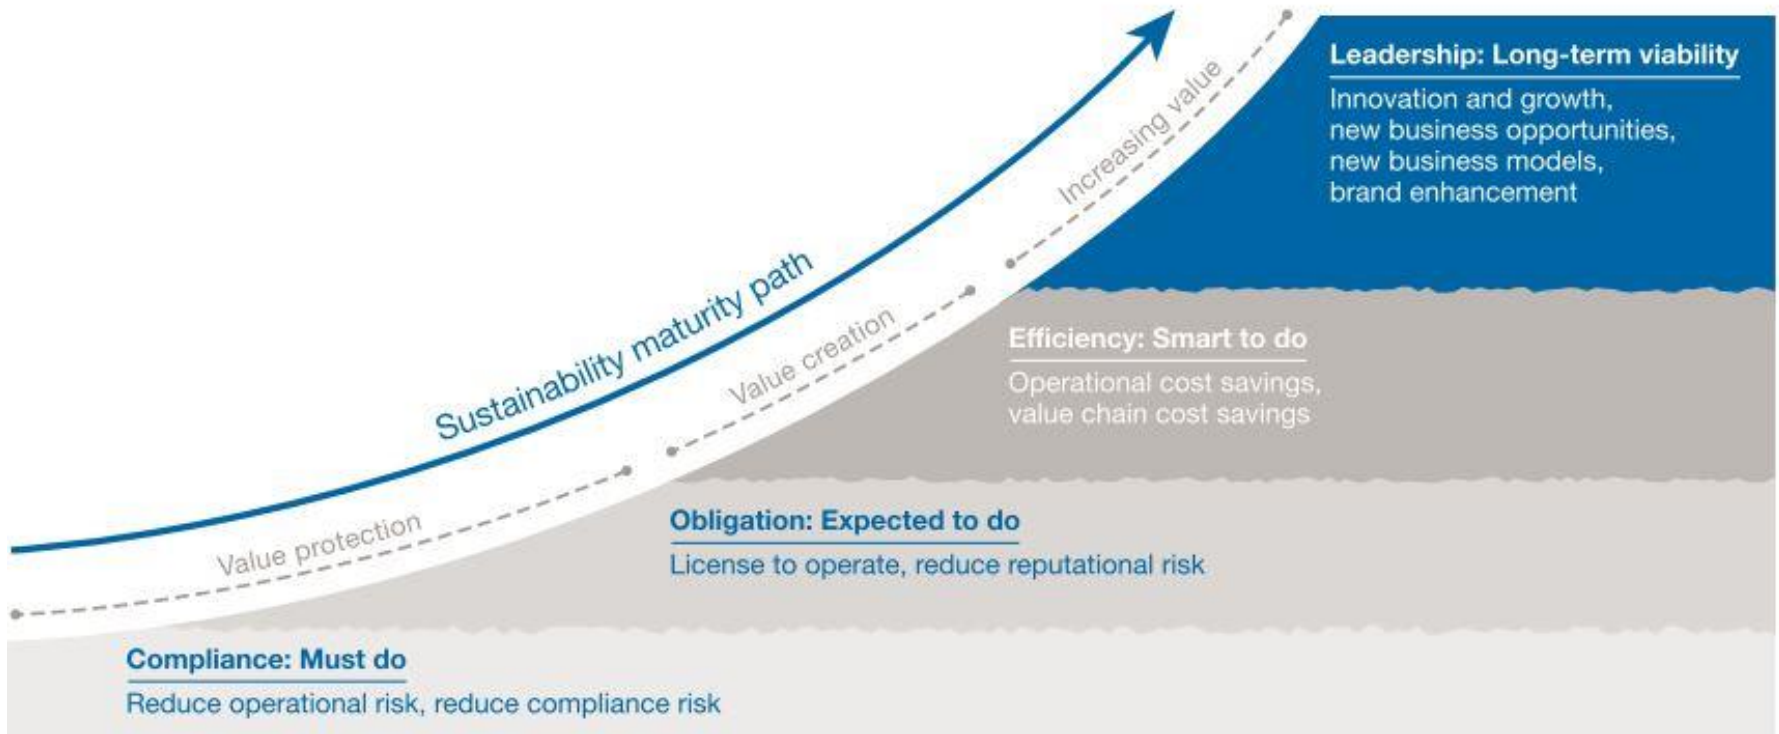 Leadership: Long-term viability
Innovation and growth,
new business opportunities,
new business models,
brand enhancement
Increasing value
Sustainability maturity path
Value creation
Efficiency: Smart to do
Operational cost savings,
value chain cost savings
Value protection
Obligation: Expected to do
License to operate, reduce reputational risk
Compliance: Must do
Reduce operational risk, reduce compliance risk